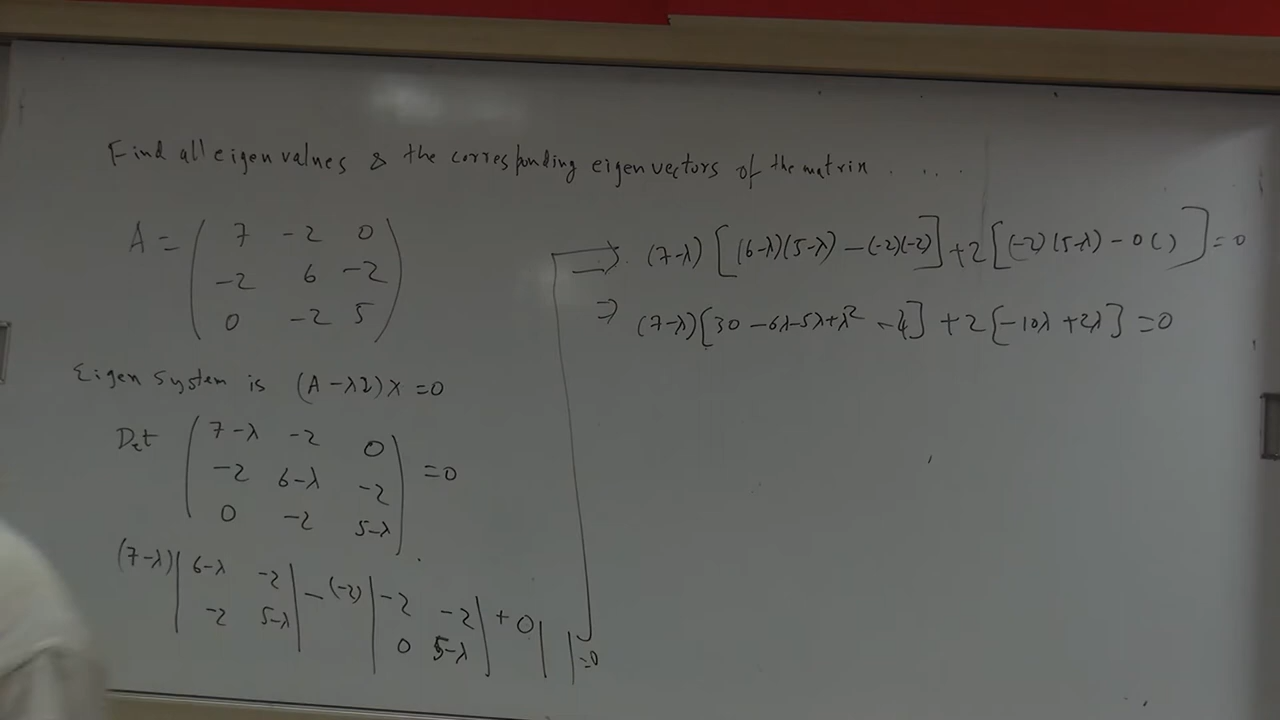 Find all eigen values & the corresponding eigen vectors of the matrix . . . .
A = ( 7 -2 0
-2 6 -2
0 -2 5 )
Eigen system is (A - λ2)x = 0
Det ( 7-λ -2 0
-2 6-λ -2
0 -2 5-λ ) = 0
(7-λ) | 6-λ -2 | - (-2) | -2 -2 | + 0 | | = 0
| -2 5-λ | | 0 5-λ |
⇒ (7-λ) [(6-λ)(5-λ) - (-2)(-2)] + 2 [(-2)(5-λ) - 0( )] = 0
⇒ (7-λ)[30 - 6λ - 5λ + λ² - 4] + 2[-10λ + 2λ] = 0